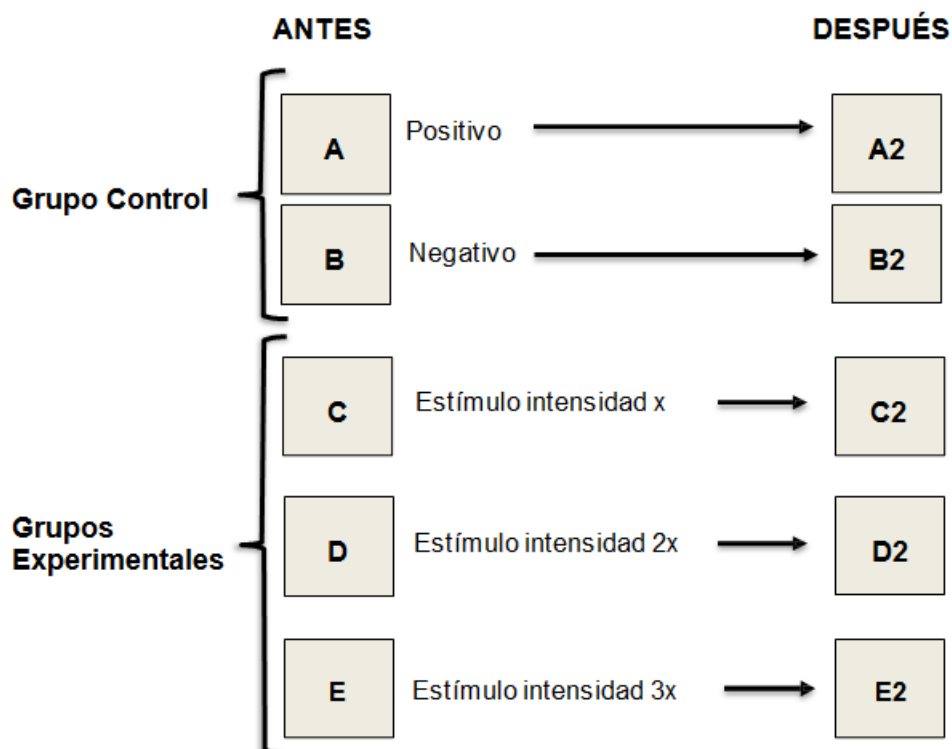 ANTES DESPUÉS
A Positivo A2
Grupo Control
B Negativo B2
C Estímulo intensidad x C2
Grupos
Experimentales
D Estímulo intensidad 2x D2
E Estímulo intensidad 3x E2